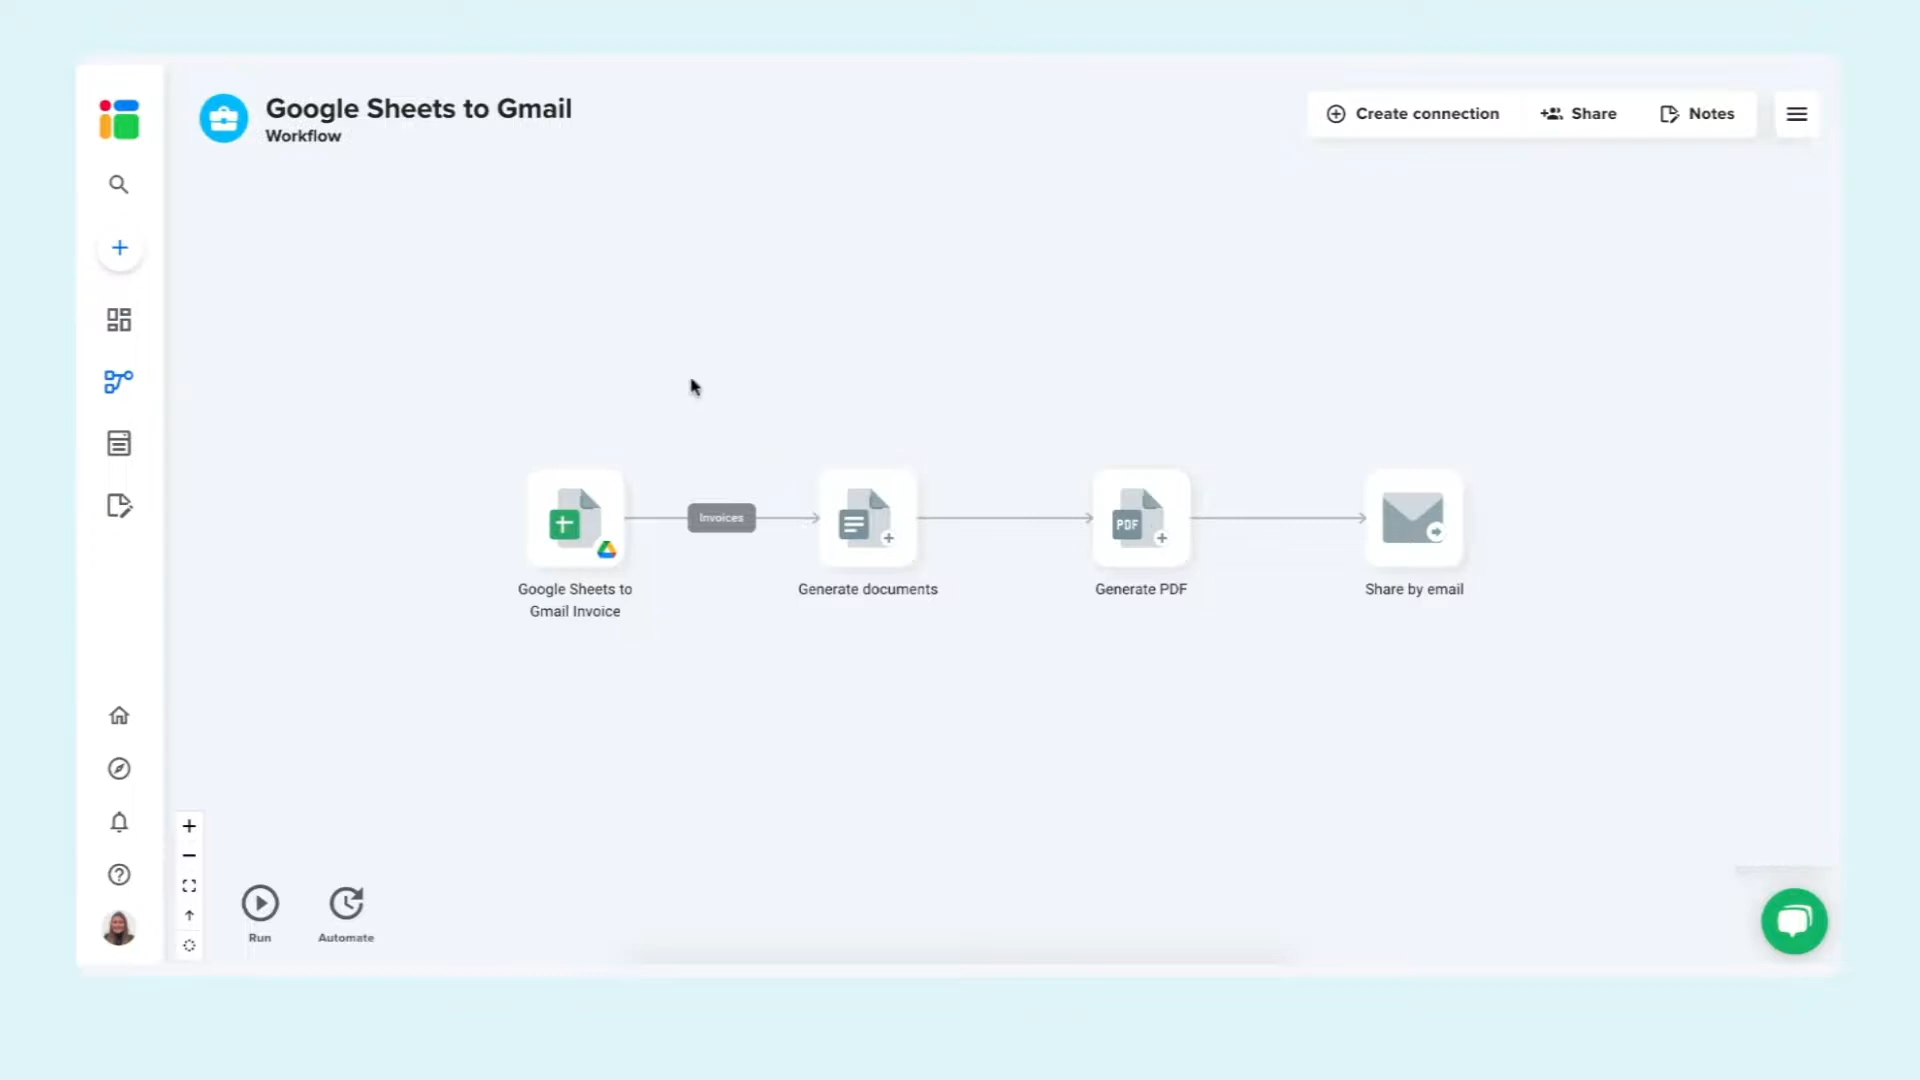 Google Sheets to Gmail
Workflow
Create connection
Share
Notes
Invoices
PDF
Google Sheets to
Gmail Invoice
Generate documents
Generate PDF
Share by email
Run
Automate